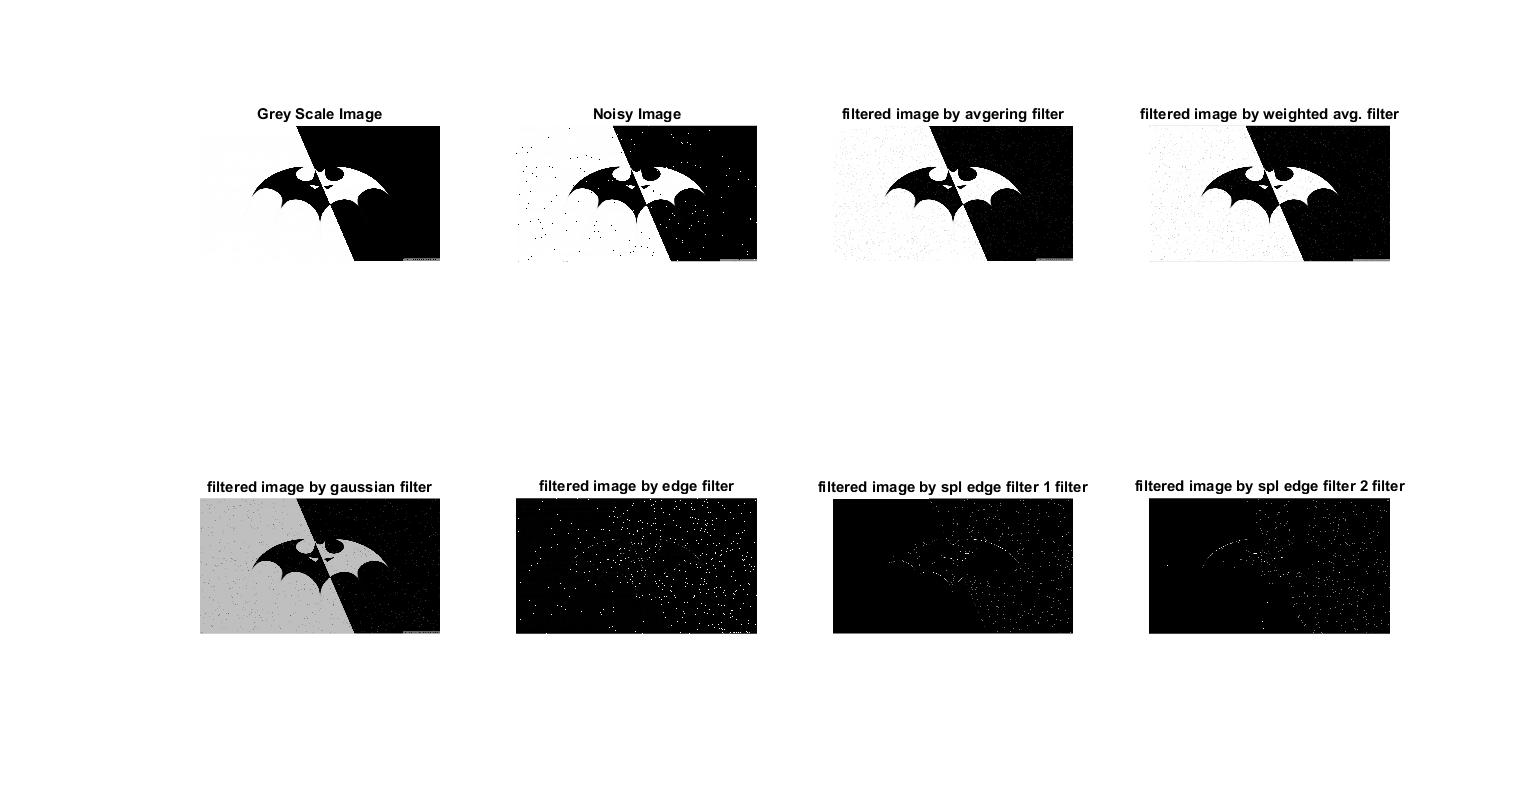 Grey Scale Image
Noisy Image
filtered image by avgering filter
filtered image by weighted avg. filter
filtered image by gaussian filter
filtered image by edge filter
filtered image by spl edge filter 1 filter
filtered image by spl edge filter 2 filter